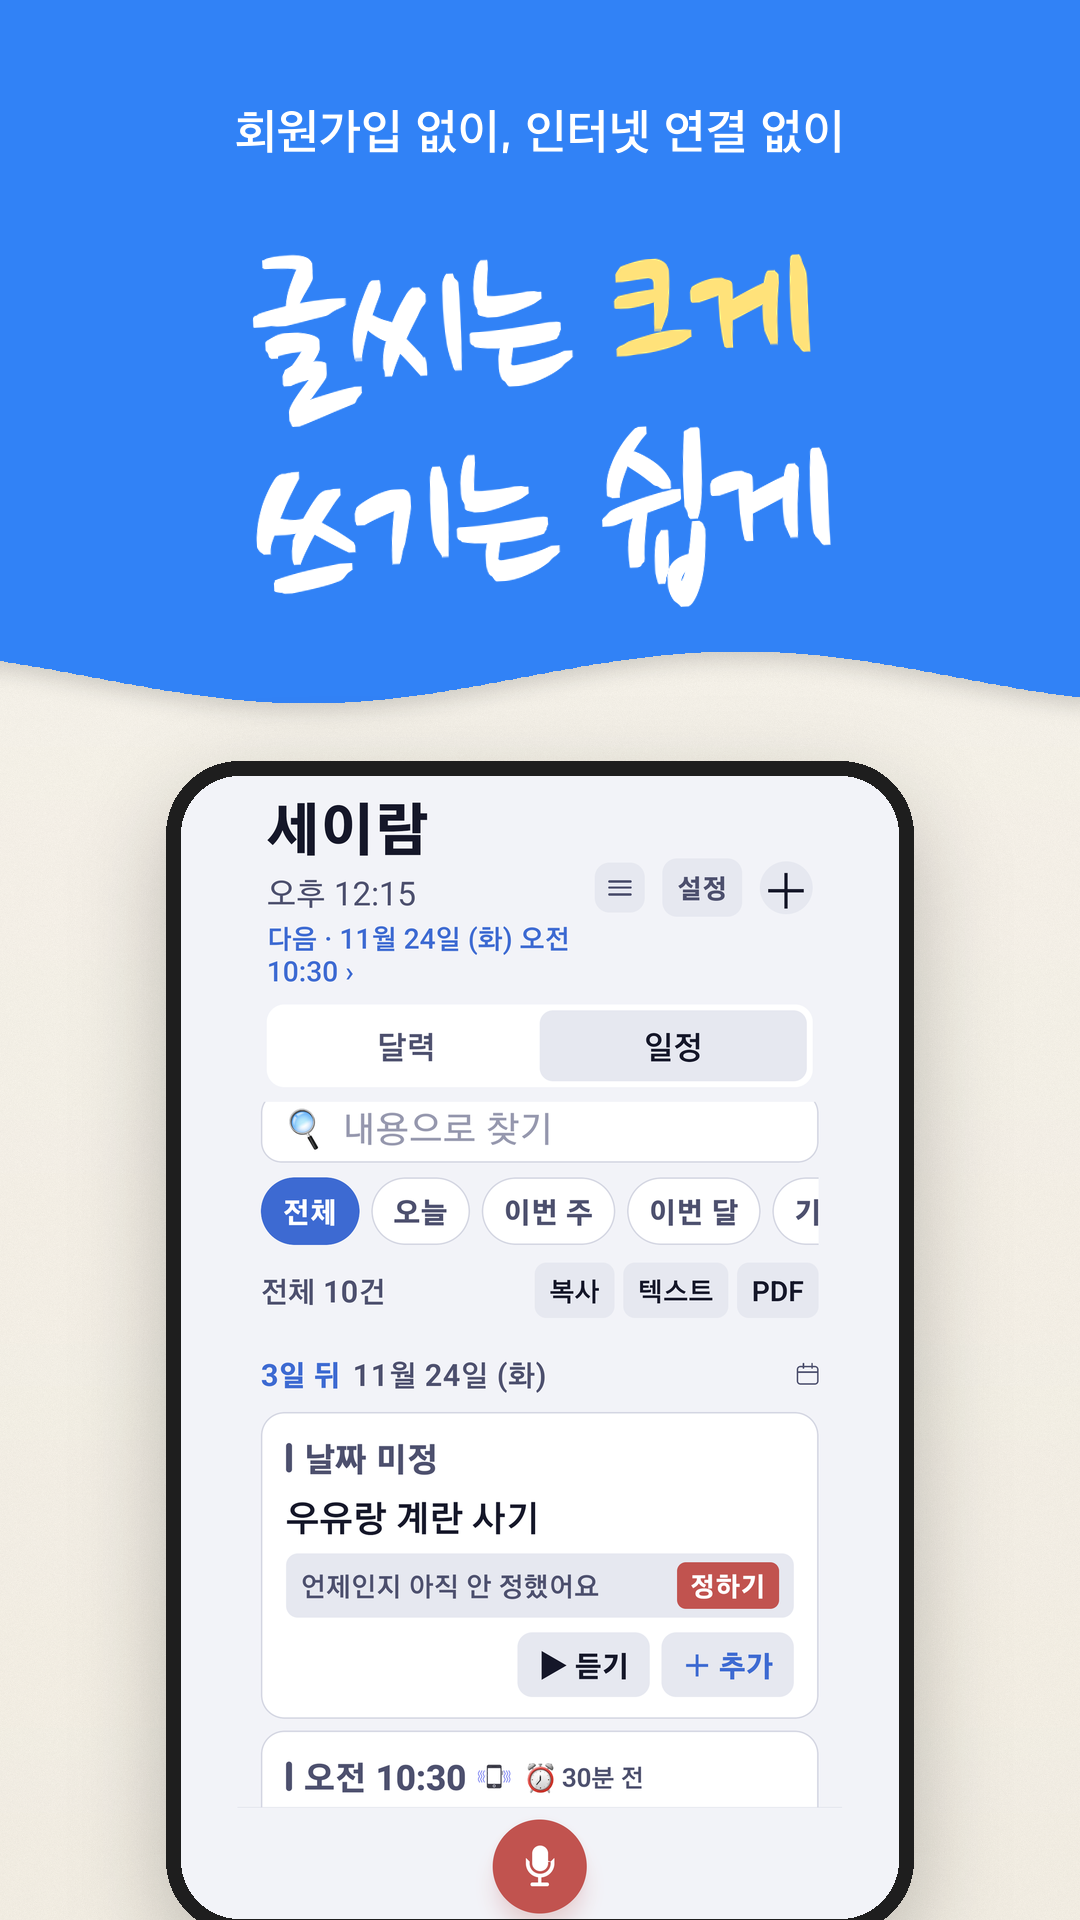 회원가입 없이, 인터넷 연결 없이
글씨는 크게
쓰기는 쉽게
세이람
오후 12:15
설정
다음 · 11월 24일 (화) 오전
10:30 ›
달력 일정
내용으로 찾기
전체 오늘 이번 주 이번 달 기
전체 10건 복사 텍스트 PDF
3일 뒤 11월 24일 (화)
날짜 미정
우유랑 계란 사기
언제인지 아직 안 정했어요 정하기
▶ 듣기 + 추가
오전 10:30 30분 전